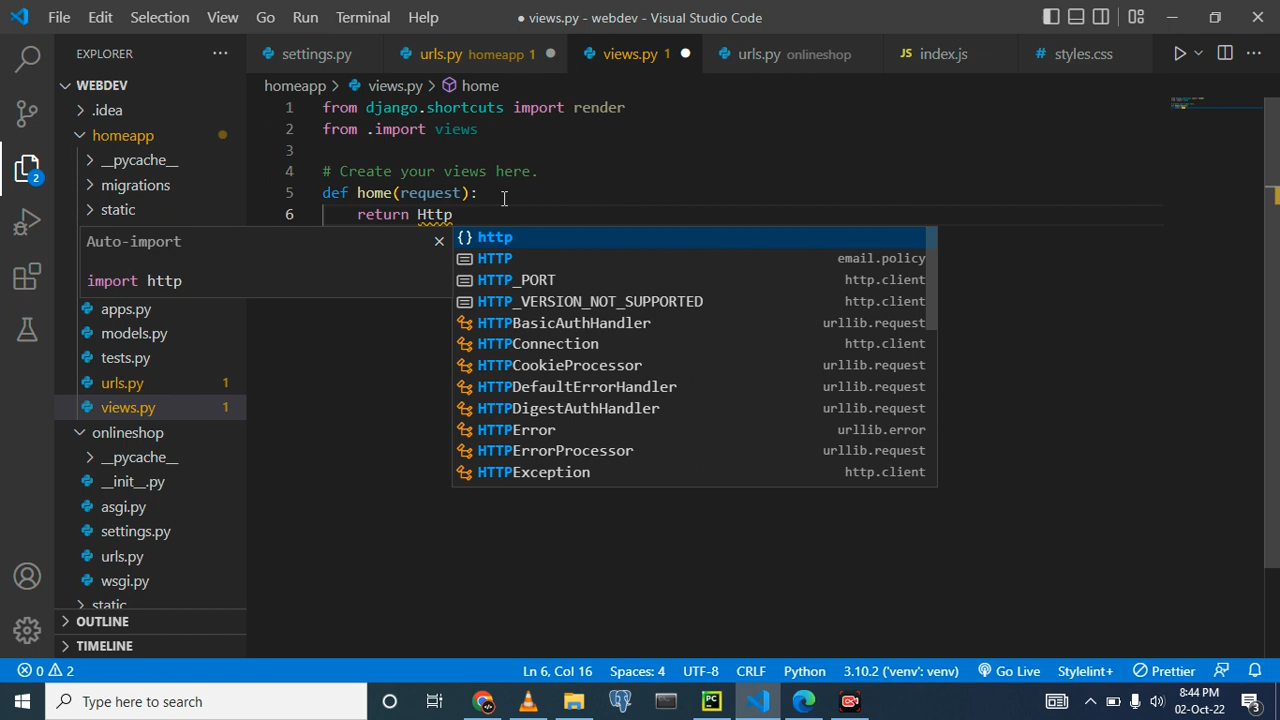 File Edit Selection View Go Run Terminal Help ● views.py - webdev - Visual Studio Code
EXPLORER ···
settings.py urls.py homeapp 1 views.py 1 urls.py onlineshop JS index.js # styles.css
WEBDEV
homeapp > views.py > home
.idea
homeapp
__pycache__
migrations
static
1 from django.shortcuts import render
2 from .import views
3
4 # Create your views here.
5 def home(request):
6 return Http
Auto-import
import http
{} http
HTTP email.policy
HTTP_PORT http.client
HTTP_VERSION_NOT_SUPPORTED http.client
HTTPBasicAuthHandler urllib.request
HTTPConnection http.client
HTTPCookieProcessor urllib.request
HTTPDefaultErrorHandler urllib.request
HTTPDigestAuthHandler urllib.request
HTTPError urllib.error
HTTPErrorProcessor urllib.request
HTTPException http.client
apps.py
models.py
tests.py
urls.py 1
views.py 1
onlineshop
__pycache__
__init__.py
asgi.py
settings.py
urls.py
wsgi.py
static
OUTLINE
TIMELINE
2
0 2 Ln 6, Col 16 Spaces: 4 UTF-8 CRLF Python 3.10.2 ('venv': venv) Go Live Stylelint+ Prettier
Type here to search
PC
8:44 PM
02-Oct-22
3